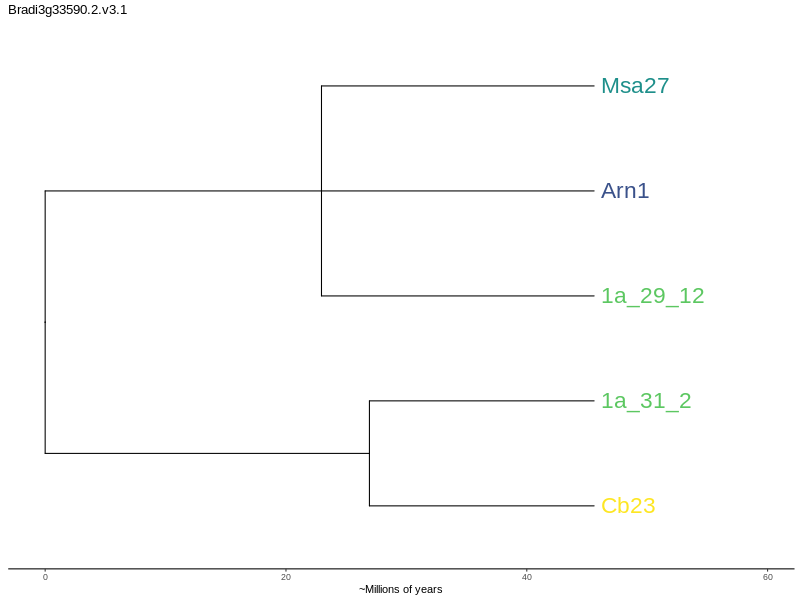 Bradi3g33590.2.v3.1
Msa27
Arn1
1a_29_12
1a_31_2
Cb23
0 20 40 60
~Millions of years